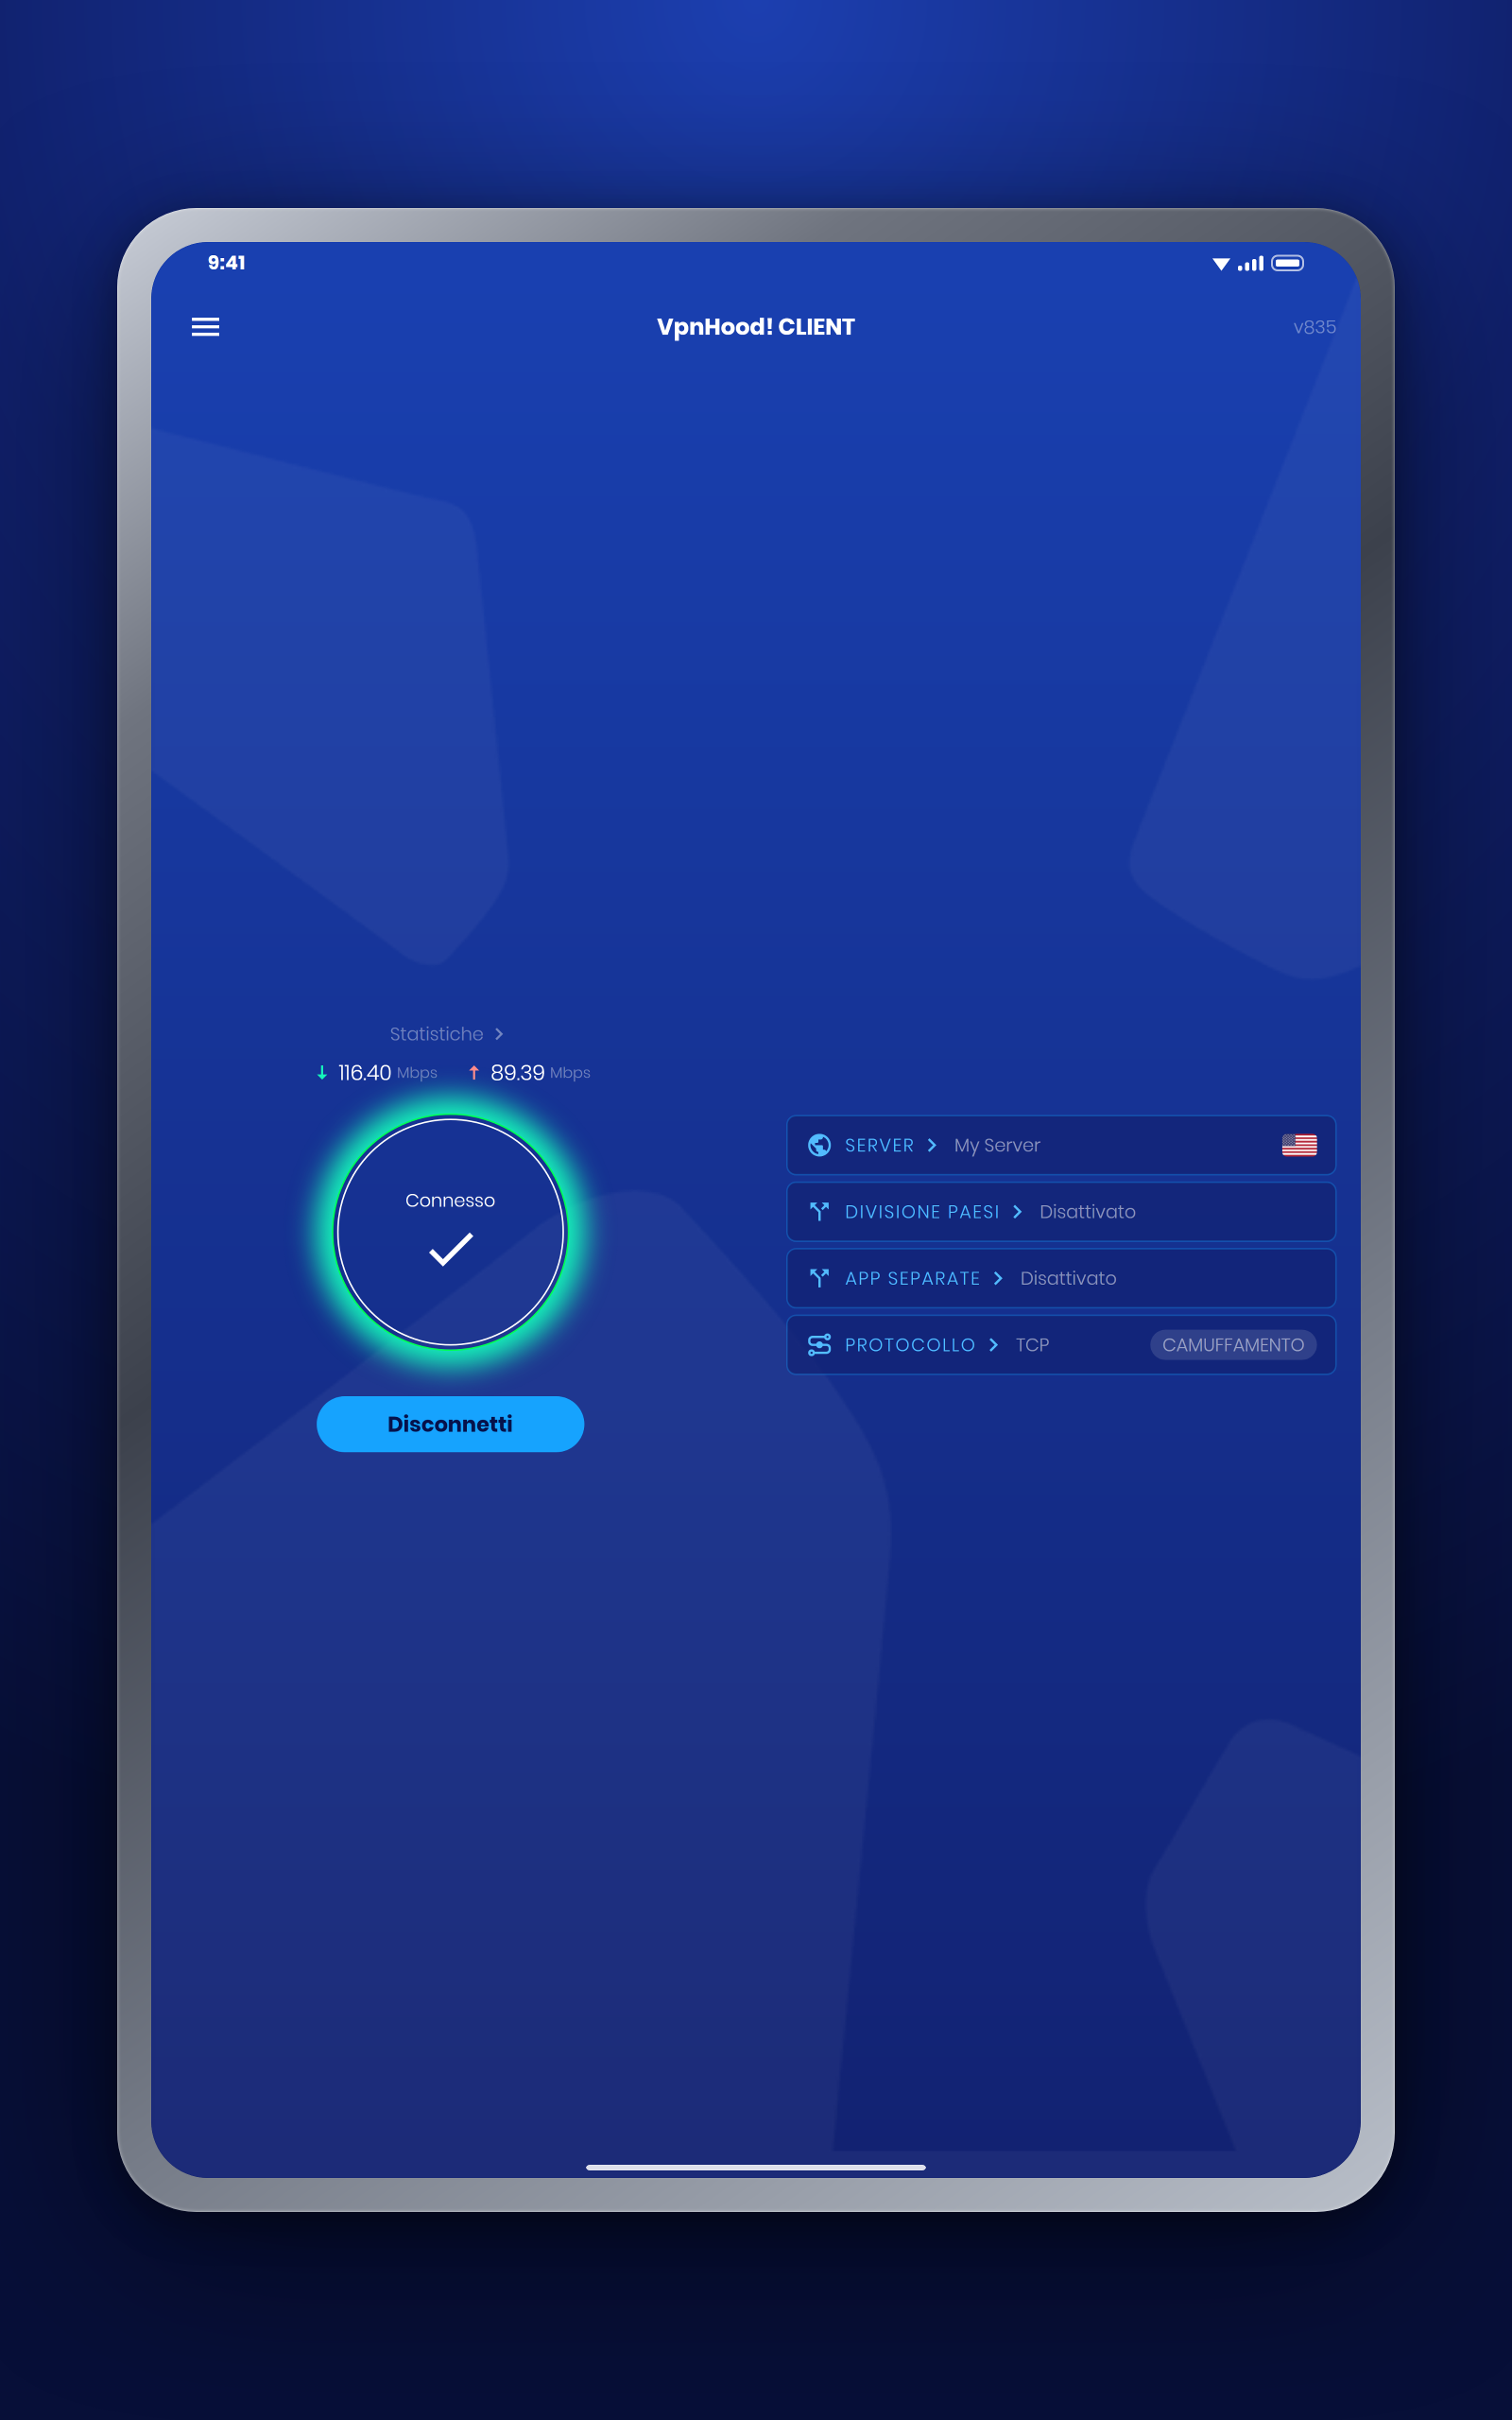 9:41
VpnHood! CLIENT
v835
Statistiche
116.40 Mbps 89.39 Mbps
Connesso
Disconnetti
SERVER My Server
DIVISIONE PAESI Disattivato
APP SEPARATE Disattivato
PROTOCOLLO TCP CAMUFFAMENTO